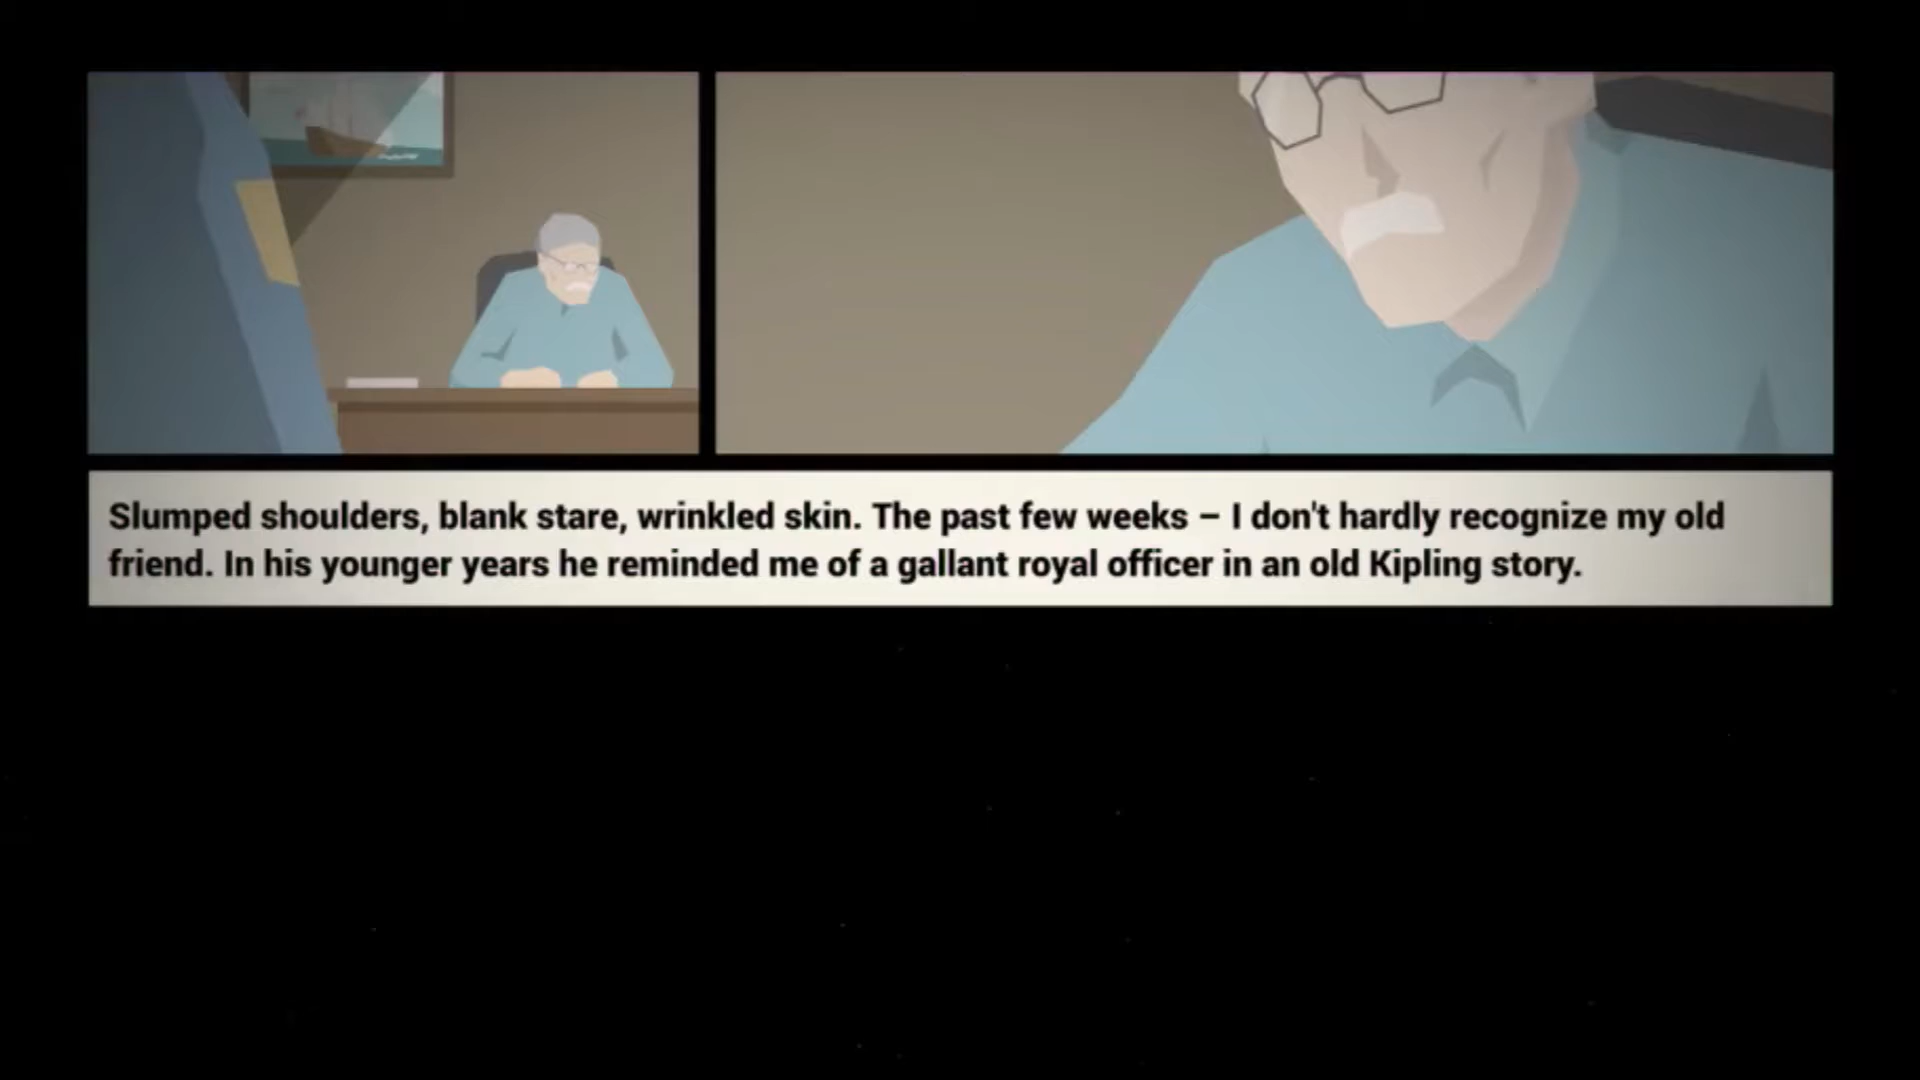 Slumped shoulders, blank stare, wrinkled skin. The past few weeks – I don't hardly recognize my old
friend. In his younger years he reminded me of a gallant royal officer in an old Kipling story.